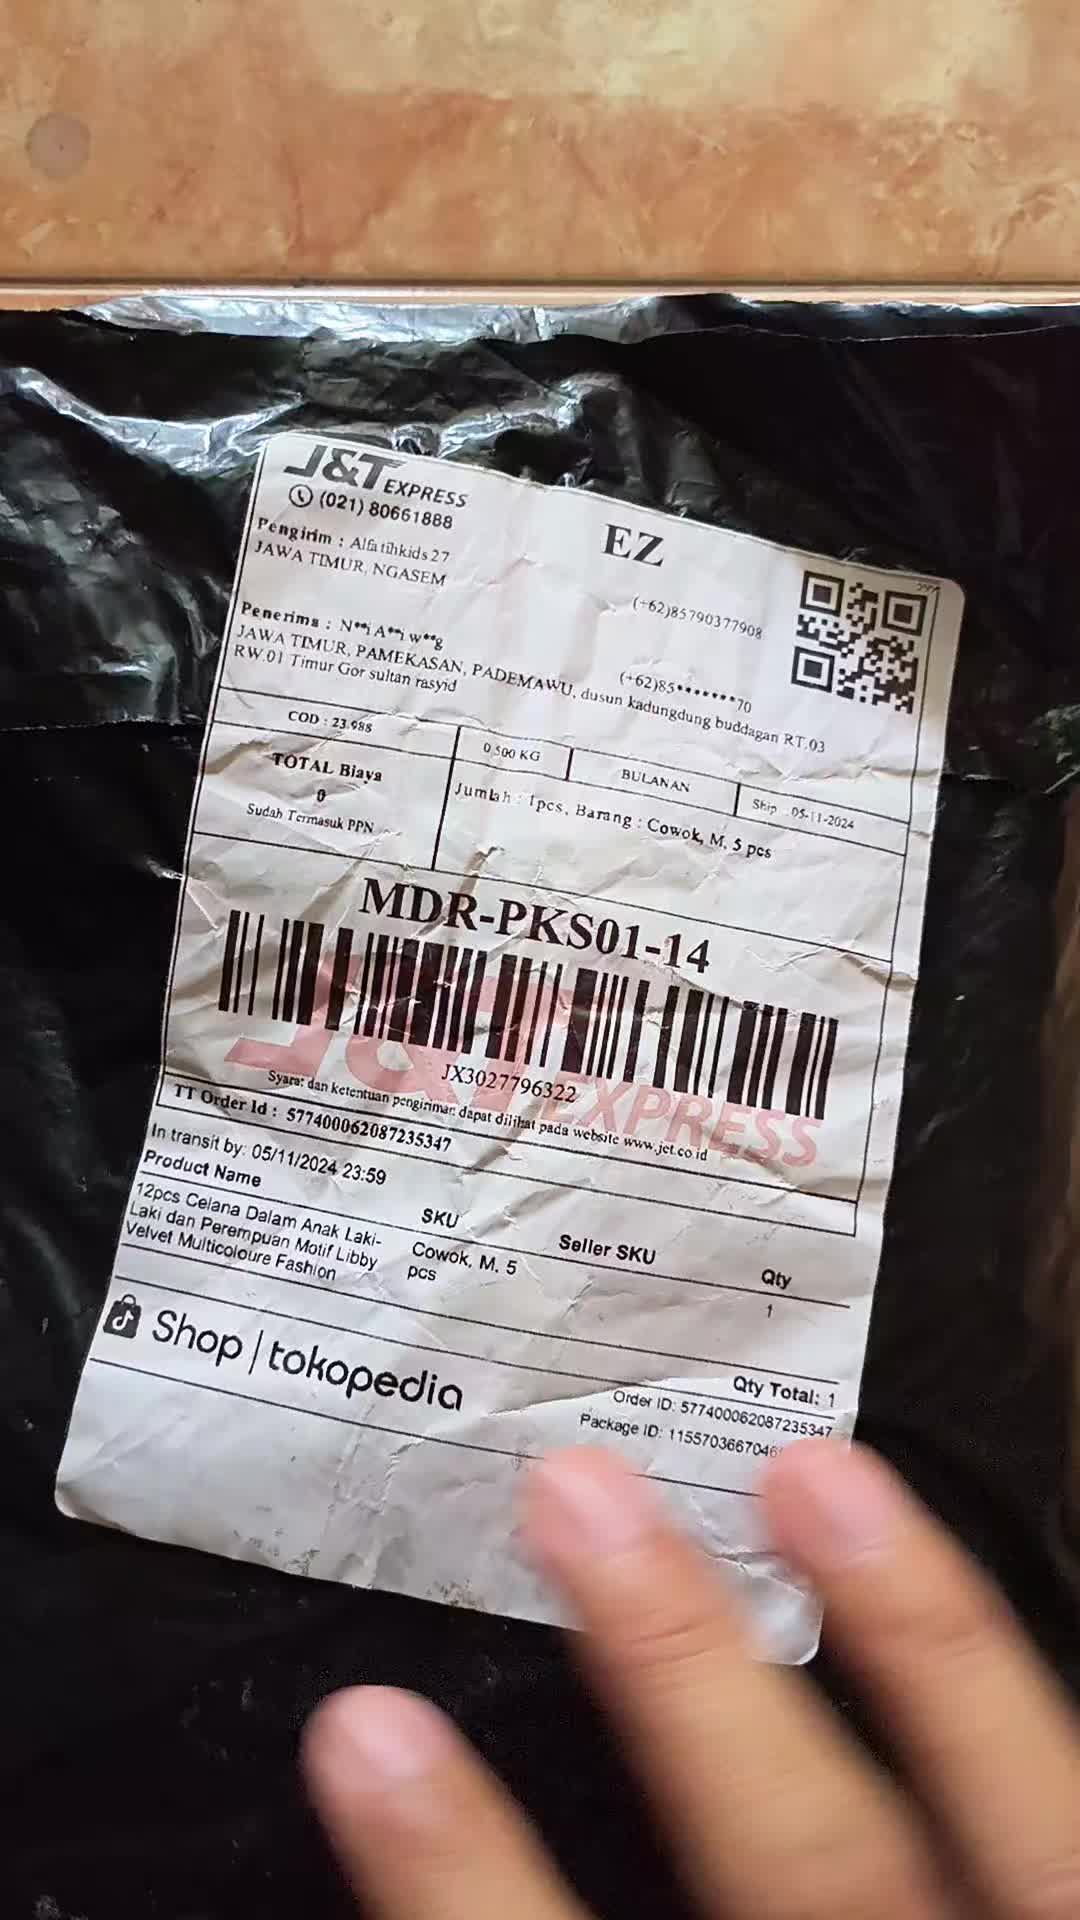 J&T EXPRESS
(021) 80661888
EZ
Pengirim : Alfatihkids 27
JAWA TIMUR, NGASEM
(+62)85790377908
Penerima : N**i A**i w**g
(+62)85*******70
JAWA TIMUR, PAMEKASAN, PADEMAWU, dusun kadungdung buddagan RT.03
RW.01 Timur Gor sultan rasyid
COD : 23.988
0.500 KG
BULANAN
Ship : 05-11-2024
TOTAL Biaya
0
Sudah Termasuk PPN
Jumlah : 1pcs, Barang : Cowok, M, 5 pcs
MDR-PKS01-14
J&T EXPRESS
JX3027796322
Syarat dan ketentuan pengiriman dapat dilihat pada website www.jet.co.id
TT Order Id : 577400062087235347
In transit by: 05/11/2024 23:59
Product Name
SKU
Seller SKU
Qty
12pcs Celana Dalam Anak Laki-
Laki dan Perempuan Motif Libby
Velvet Multicoloure Fashion
Cowok, M, 5
pcs
1
Shop | tokopedia
Qty Total: 1
Order ID: 577400062087235347
Package ID: 1155703667046